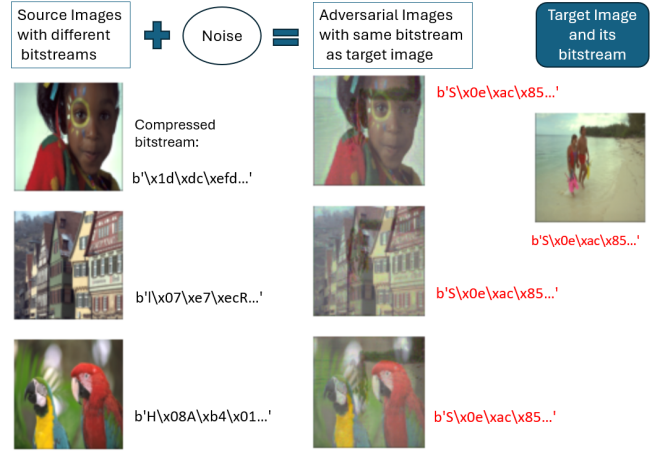 Source Images
with different
bitstreams
Noise
Adversarial Images
with same bitstream
as target image
Target Image
and its
bitstream
Compressed
bitstream:
b'\x1d\xdc\xefd...'
b'S\x0e\xac\x85...'
b'S\x0e\xac\x85...'
b'l\x07\xe7\xecR...'
b'S\x0e\xac\x85...'
b'H\x08A\xb4\x01...'
b'S\x0e\xac\x85...'